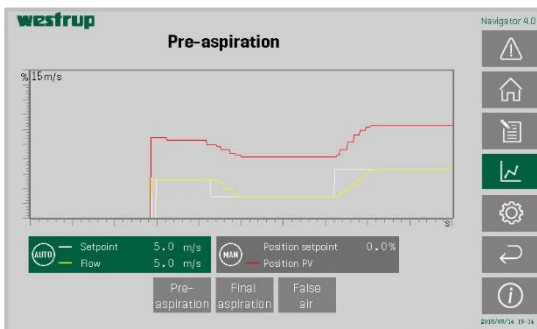 westrup
Navigator 4.0
Pre-aspiration
% 15 m/s
s
AUTO
Setpoint 5.0 m/s
Flow 5.0 m/s
MAN
Position setpoint 0.0%
Position PV
Pre-
aspiration
Final
aspiration
False
air
i
2018/09/14 19:14